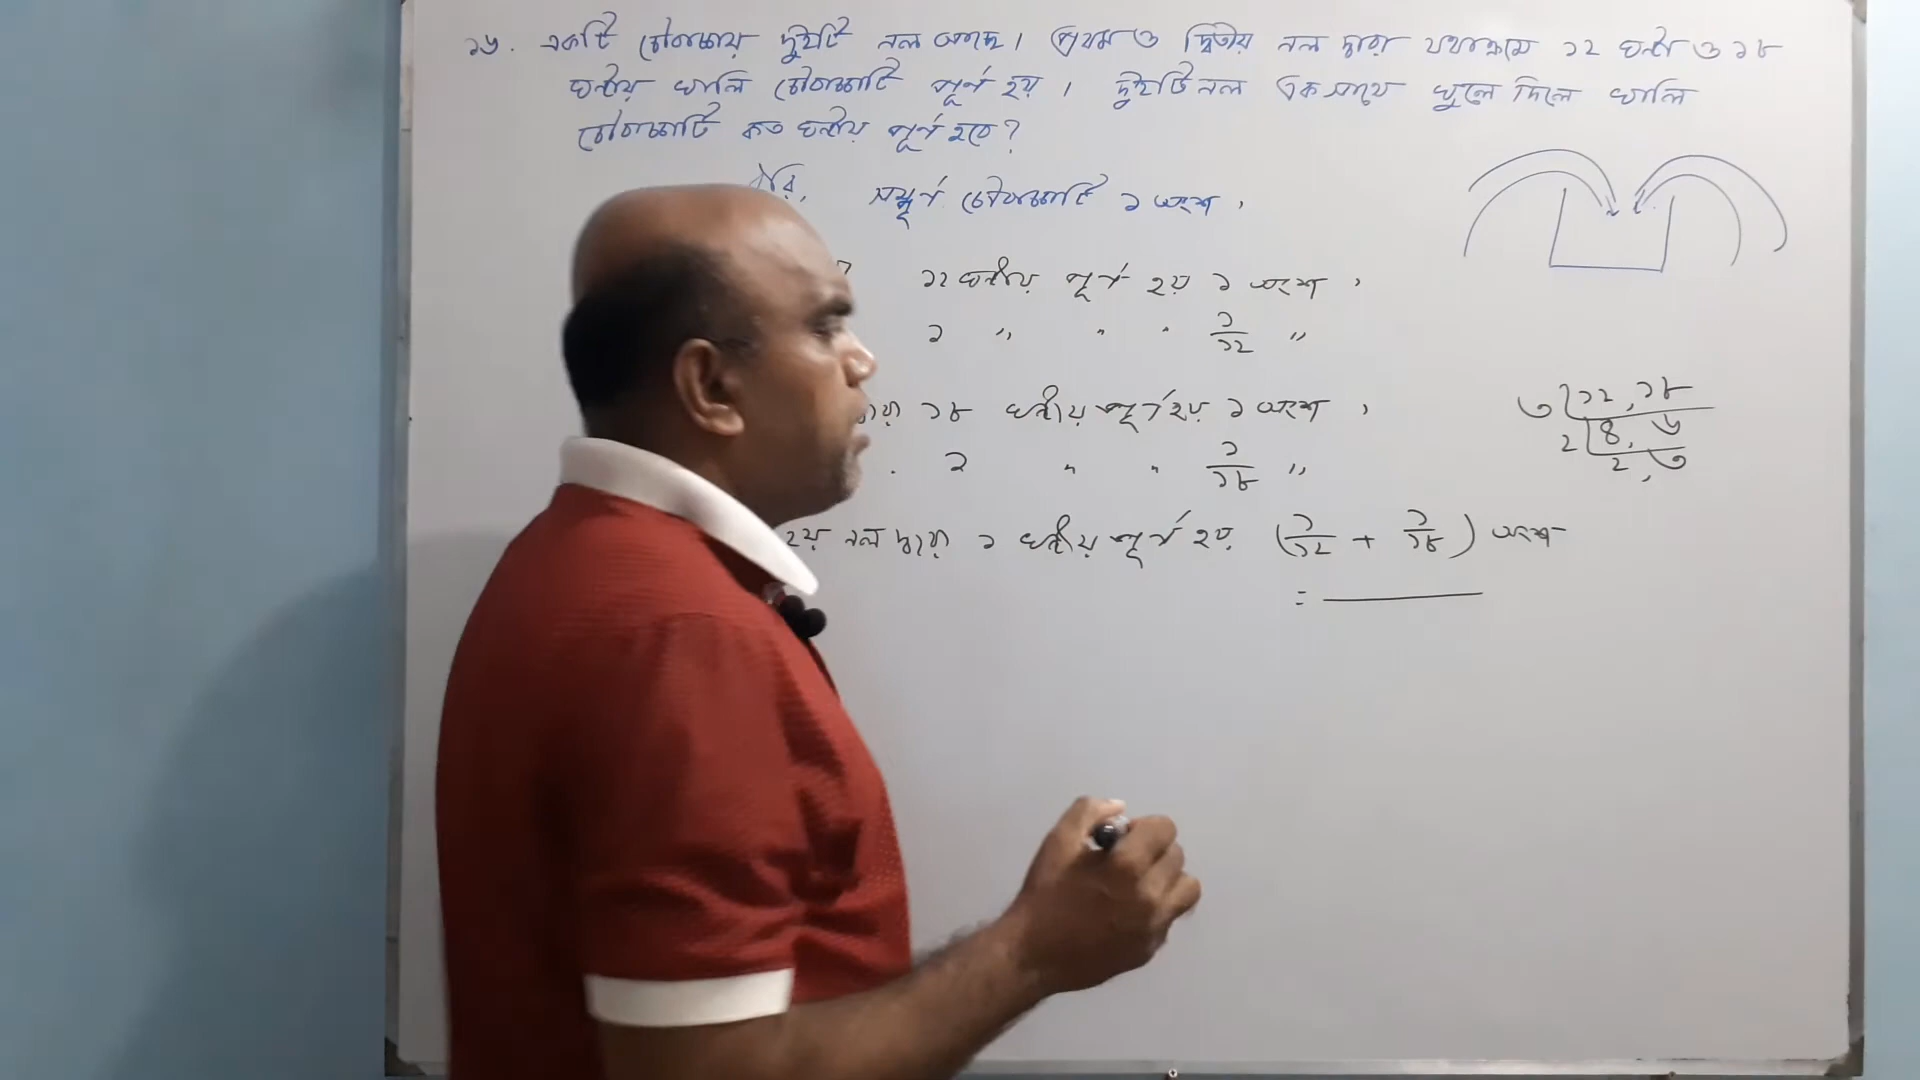 ১৬. একটি চৌবাচ্চায় দুইটি নল আছে। প্রথম ও দ্বিতীয় নল দ্বারা যথাক্রমে ১২ ঘন্টা ও ১৮
ঘন্টায় খালি চৌবাচ্চাটি পূর্ণ হয়। দুইটি নল একসাথে খুলে দিলে খালি
চৌবাচ্চাটি কত ঘন্টায় পূর্ণ হবে?
ধরি, সম্পূর্ণ চৌবাচ্চাটি ১ অংশ,
১২ ঘন্টায় পূর্ণ হয় ১ অংশ,
১ " " " ১/১২ "
১৮ ঘন্টায় পূর্ণ হয় ১ অংশ,
১ " " ১/১৮ "
৩ ১২, ১৮
২ ৪, ৬
২, ৩
নল দ্বারা ১ ঘন্টায় পূর্ণ হয় (১/১২ + ১/১৮) অংশ
=